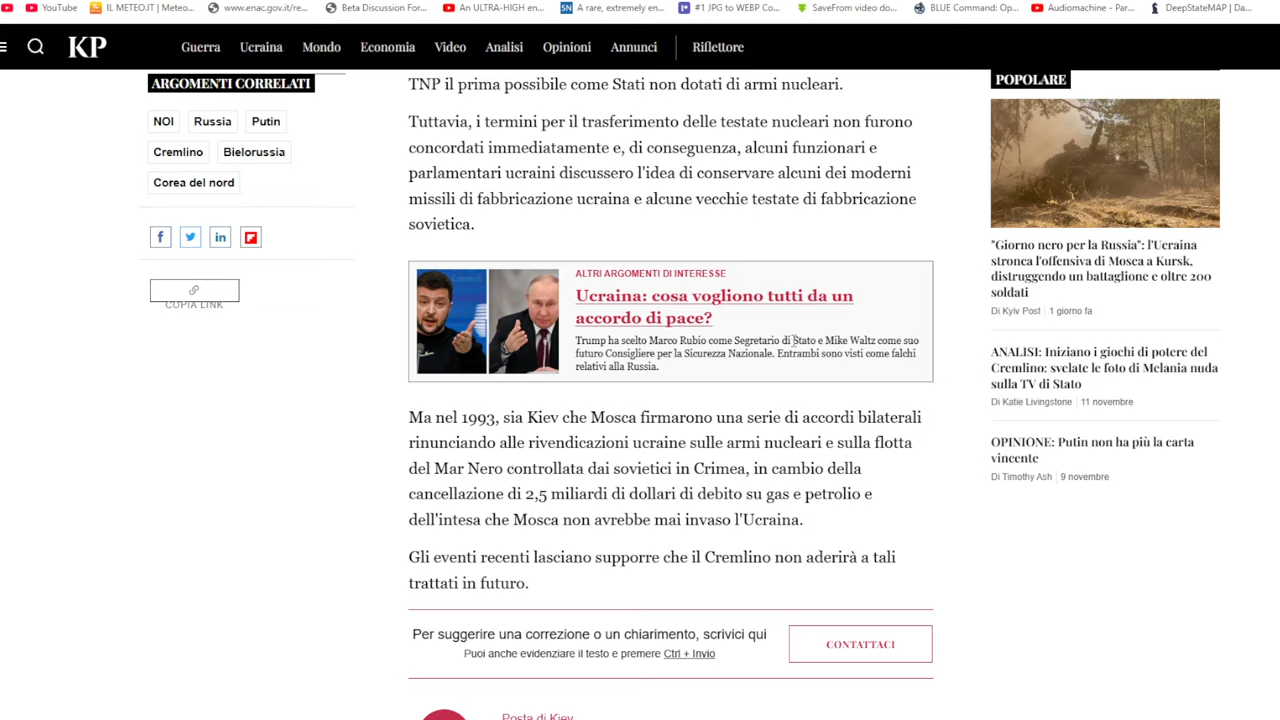 YouTube
IL METEO.IT | Meteo...
www.enac.gov.it/re...
Beta Discussion For...
An ULTRA-HIGH en...
SN
A rare, extremely en...
#1 JPG to WEBP Co...
SaveFrom video do...
BLUE Command: Op...
Audiomachine - Par...
DeepStateMAP | Da...
KP
Guerra
Ucraina
Mondo
Economia
Video
Analisi
Opinioni
Annunci
Riflettore
ARGOMENTI CORRELATI
NOI
Russia
Putin
Cremlino
Bielorussia
Corea del nord
COPIA LINK
TNP il prima possibile come Stati non dotati di armi nucleari.
Tuttavia, i termini per il trasferimento delle testate nucleari non furono
concordati immediatamente e, di conseguenza, alcuni funzionari e
parlamentari ucraini discussero l'idea di conservare alcuni dei moderni
missili di fabbricazione ucraina e alcune vecchie testate di fabbricazione
sovietica.
ALTRI ARGOMENTI DI INTERESSE
Ucraina: cosa vogliono tutti da un
accordo di pace?
Trump ha scelto Marco Rubio come Segretario di Stato e Mike Waltz come suo
futuro Consigliere per la Sicurezza Nazionale. Entrambi sono visti come falchi
relativi alla Russia.
Ma nel 1993, sia Kiev che Mosca firmarono una serie di accordi bilaterali
rinunciando alle rivendicazioni ucraine sulle armi nucleari e sulla flotta
del Mar Nero controllata dai sovietici in Crimea, in cambio della
cancellazione di 2,5 miliardi di dollari di debito su gas e petrolio e
dell'intesa che Mosca non avrebbe mai invaso l'Ucraina.
Gli eventi recenti lasciano supporre che il Cremlino non aderirà a tali
trattati in futuro.
Per suggerire una correzione o un chiarimento, scrivici qui
Puoi anche evidenziare il testo e premere Ctrl + Invio
CONTATTACI
Posta di Kiev
POPOLARE
"Giorno nero per la Russia": l'Ucraina
stronca l'offensiva di Mosca a Kursk,
distruggendo un battaglione e oltre 200
soldati
Di Kyiv Post | 1 giorno fa
ANALISI: Iniziano i giochi di potere del
Cremlino: svelate le foto di Melania nuda
sulla TV di Stato
Di Katie Livingstone | 11 novembre
OPINIONE: Putin non ha più la carta
vincente
Di Timothy Ash | 9 novembre